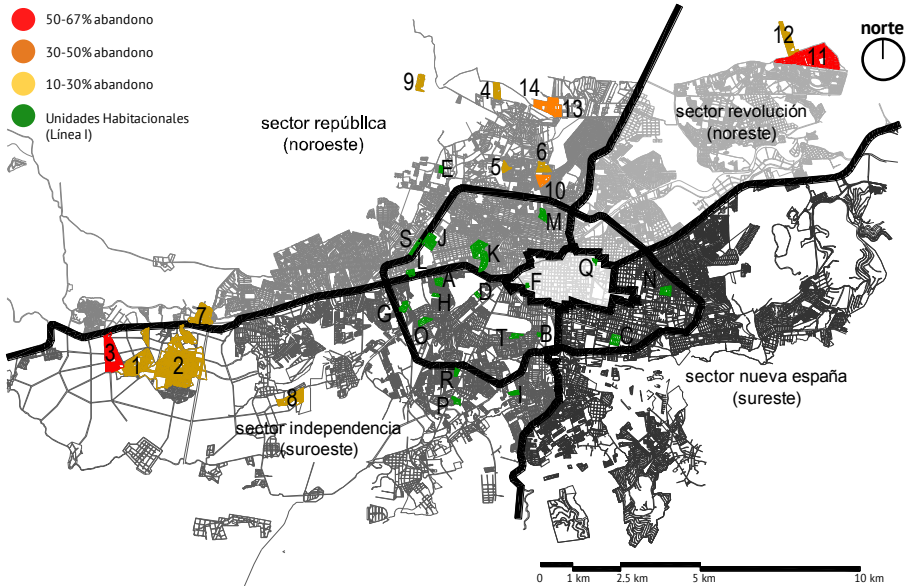 50-67% abandono
30-50% abandono
10-30% abandono
Unidades Habitacionales
(Línea I)
norte
12
11
9
4
14
13
sector república
(noroeste)
sector revolución
(noreste)
E
5
6
10
M
S
J
K
L
A
Q
F
N
D
H
G
O
T
B
C
7
3
1
2
R
I
P
8
sector nueva españa
(sureste)
sector independencia
(suroeste)
0
1 km
2.5 km
5 km
10 km